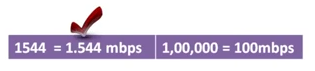 1544 = 1.544 mbps 1,00,000 = 100mbps